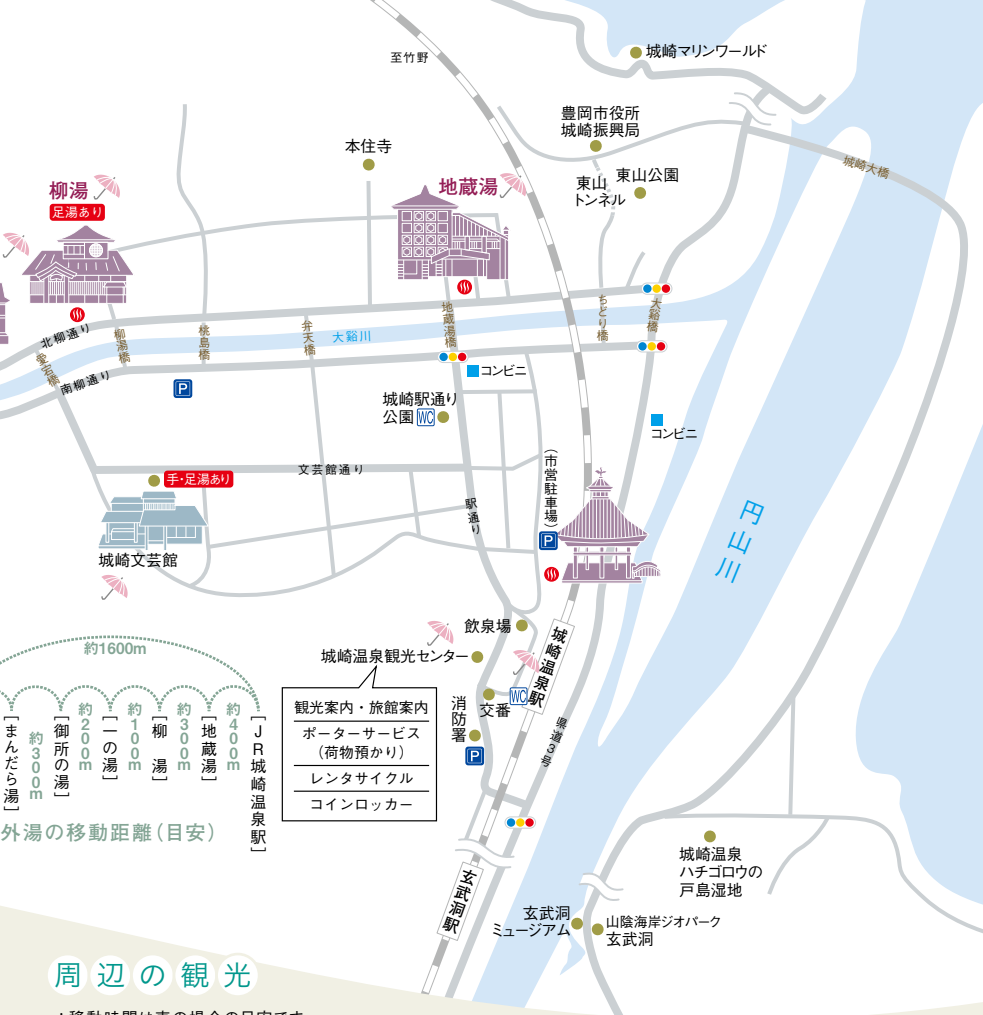 至竹野
城崎マリンワールド
豊岡市役所
城崎振興局
本住寺
東山公園
東山
トンネル
城崎大橋
柳湯
足湯あり
地蔵湯
北柳通り
南柳通り
愛宕橋
柳湯橋
桃島橋
弁天橋
大谿川
地蔵湯橋
ちどり橋
大谿橋
P
コンビニ
城崎駅通り
公園 WC
コンビニ
文芸館通り
手・足湯あり
城崎文芸館
駅通り
(市営駐車場)
P
円山川
飲泉場
城崎温泉観光センター
城崎温泉駅
WC
交番
消防署
P
県道3号
観光案内・旅館案内
ポーターサービス
(荷物預かり)
レンタサイクル
コインロッカー
約1600m
[まんだら湯]
約300m
[御所の湯]
約200m
[一の湯]
約100m
[柳 湯]
約300m
[地蔵湯]
約400m
[JR城崎温泉駅]
外湯の移動距離(目安)
玄武洞駅
城崎温泉
ハチゴロウの
戸島湿地
玄武洞
ミュージアム
山陰海岸ジオパーク
玄武洞
周辺の観光